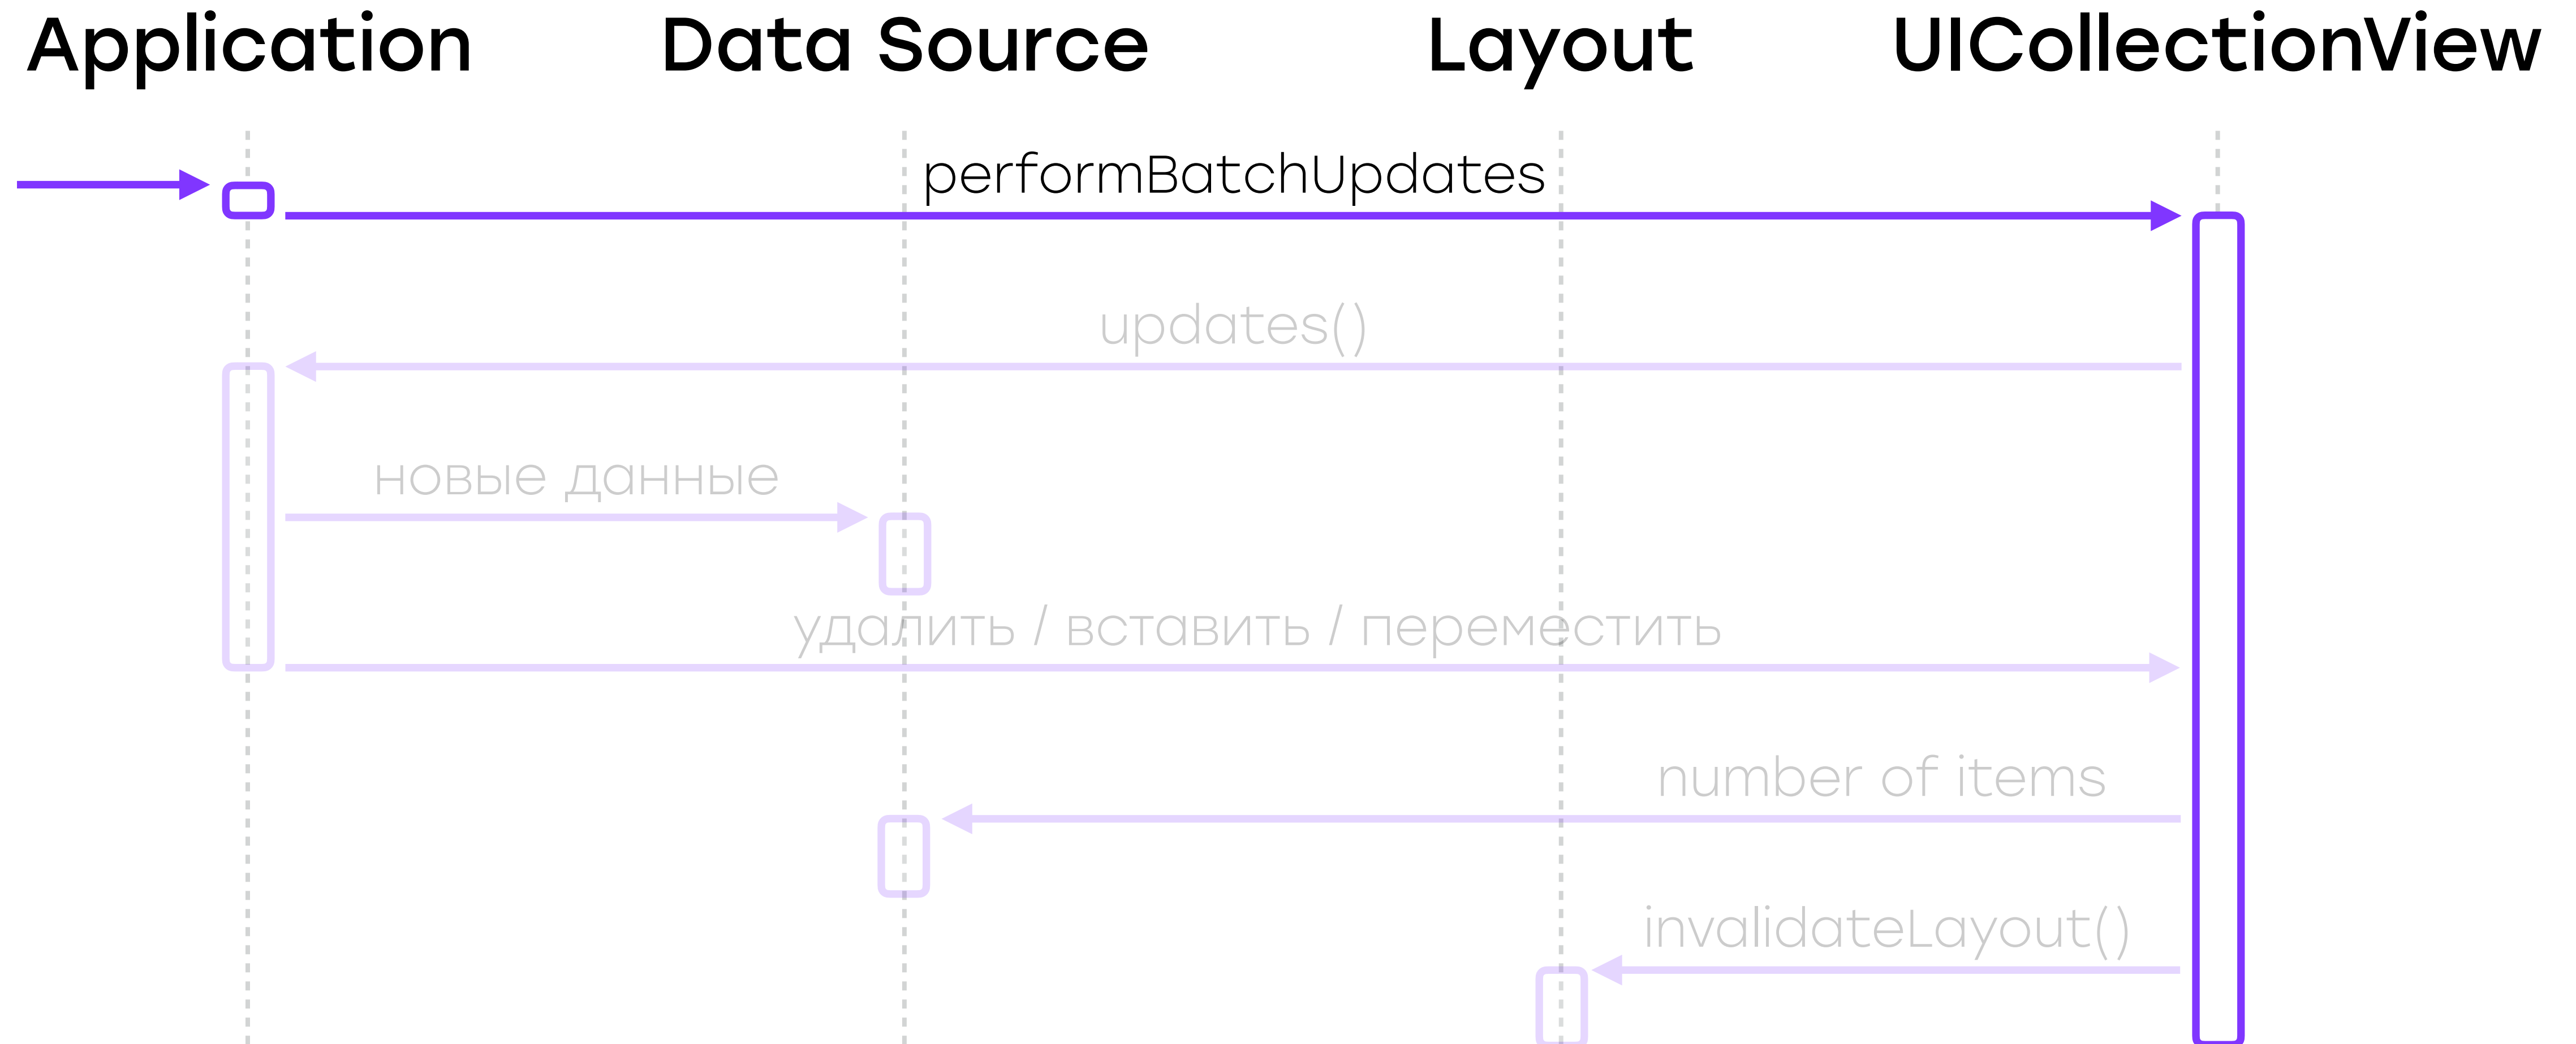 Application
Data Source
Layout
UICollectionView
performBatchUpdates
updates()
новые данные
удалить / вставить / переместить
number of items
invalidateLayout()